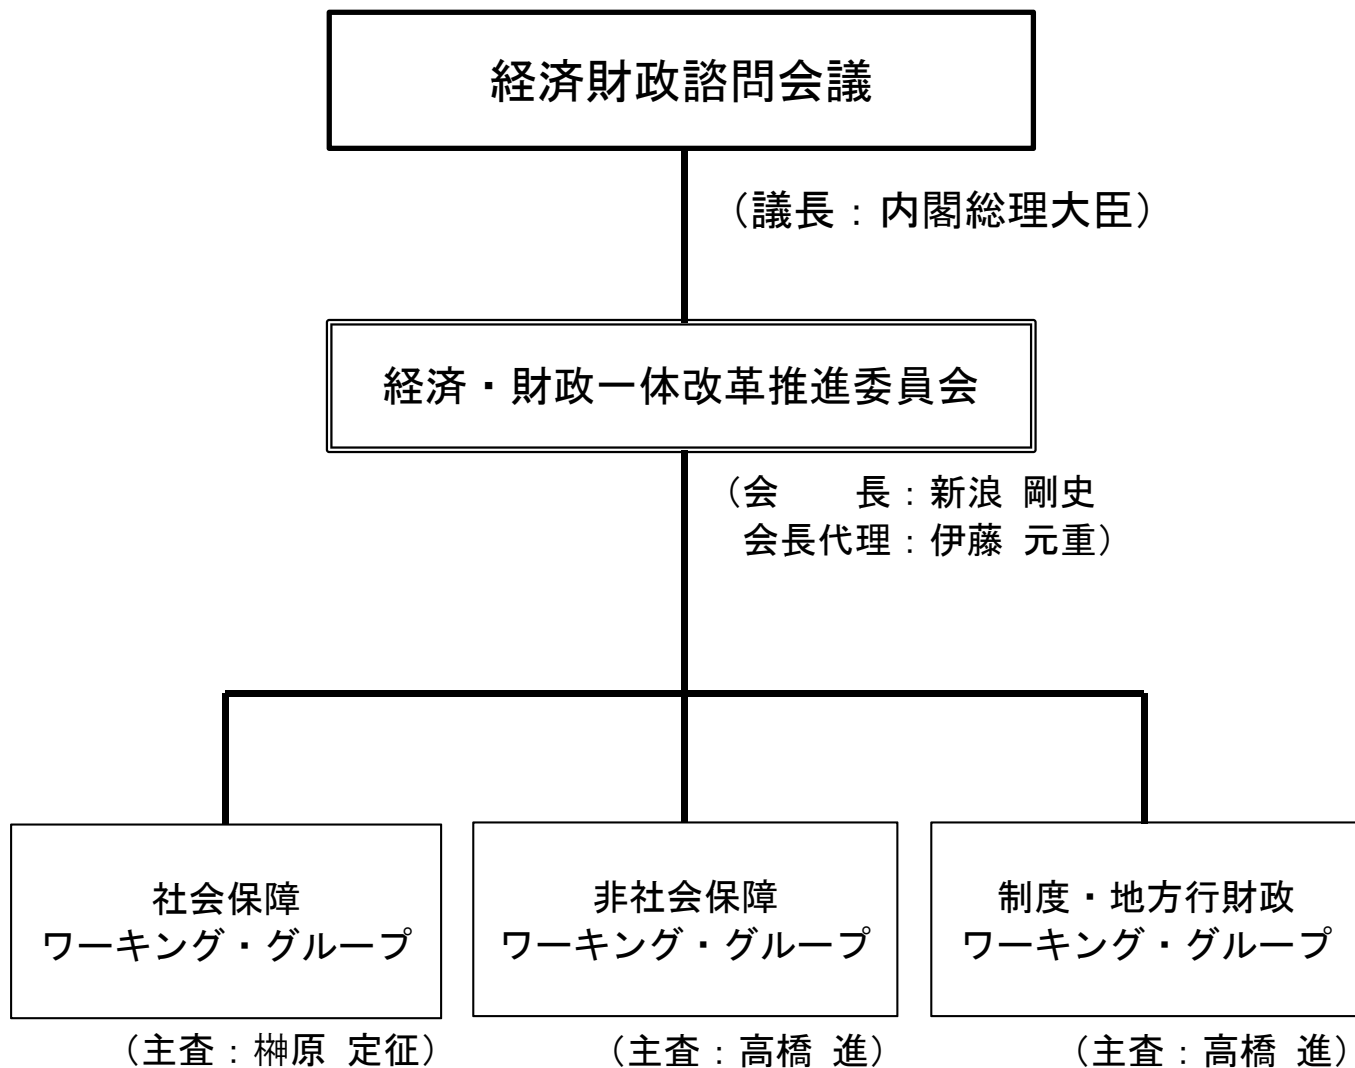 経済財政諮問会議
（議長：内閣総理大臣）
経済・財政一体改革推進委員会
（会　　長：新浪 剛史
会長代理：伊藤 元重）
社会保障
ワーキング・グループ
（主査：榊原 定征）
非社会保障
ワーキング・グループ
（主査：高橋 進）
制度・地方行財政
ワーキング・グループ
（主査：高橋 進）